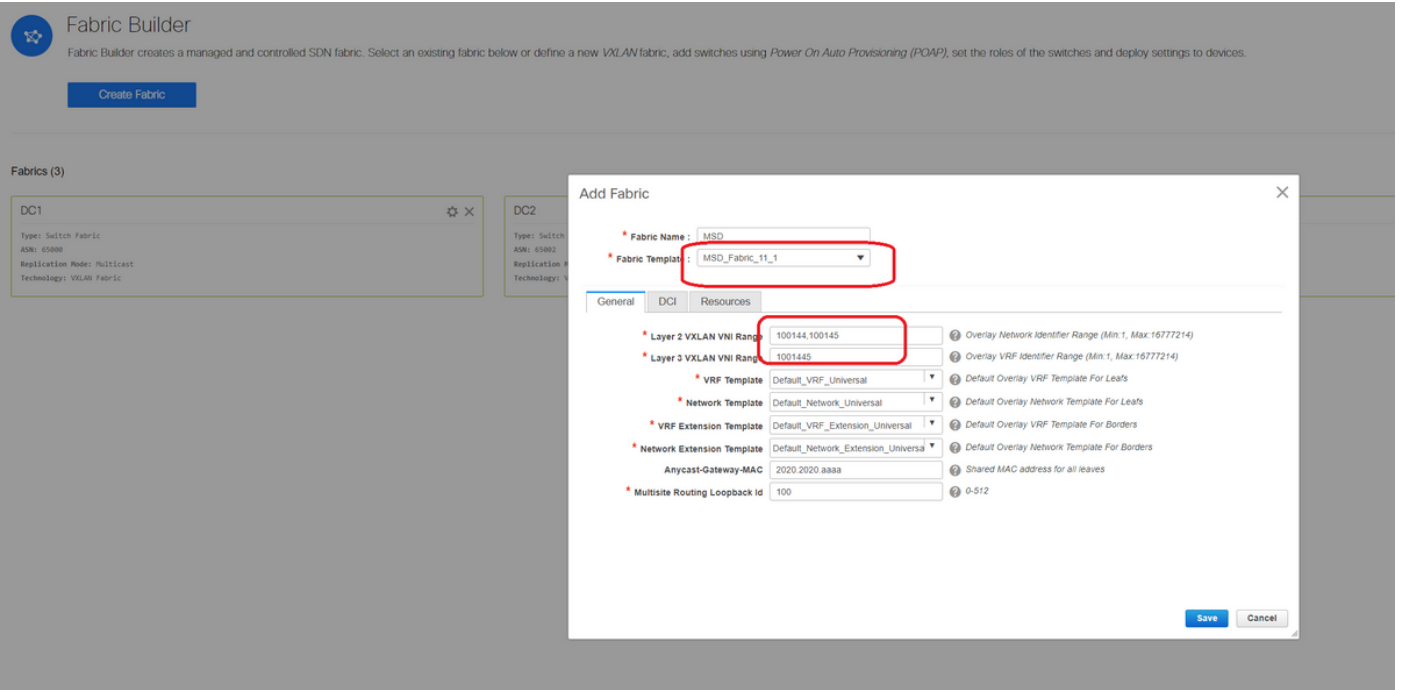 Fabric Builder
Fabric Builder creates a managed and controlled SDN fabric. Select an existing fabric below or define a new VXLAN fabric, add switches using Power On Auto Provisioning (POAP), set the roles of the switches and deploy settings to devices.
Create Fabric
Fabrics (3)
DC1
Type: Switch Fabric
ASN: 65000
Replication Mode: Multicast
Technology: VXLAN Fabric
DC2
Type: Switch
ASN: 65002
Replication
Technology:
Add Fabric
* Fabric Name : MSD
* Fabric Template : MSD_Fabric_11_1
General DCI Resources
* Layer 2 VXLAN VNI Range 100144,100145 Overlay Network Identifier Range (Min:1, Max:16777214)
* Layer 3 VXLAN VNI Range 1001445 Overlay VRF Identifier Range (Min:1, Max:16777214)
* VRF Template Default_VRF_Universal Default Overlay VRF Template For Leafs
* Network Template Default_Network_Universal Default Overlay Network Template For Leafs
* VRF Extension Template Default_VRF_Extension_Universal Default Overlay VRF Template For Borders
* Network Extension Template Default_Network_Extension_Universa Default Overlay Network Template For Borders
Anycast-Gateway-MAC 2020.2020.aaaa Shared MAC address for all leaves
* Multisite Routing Loopback Id 100 0-512
Save Cancel